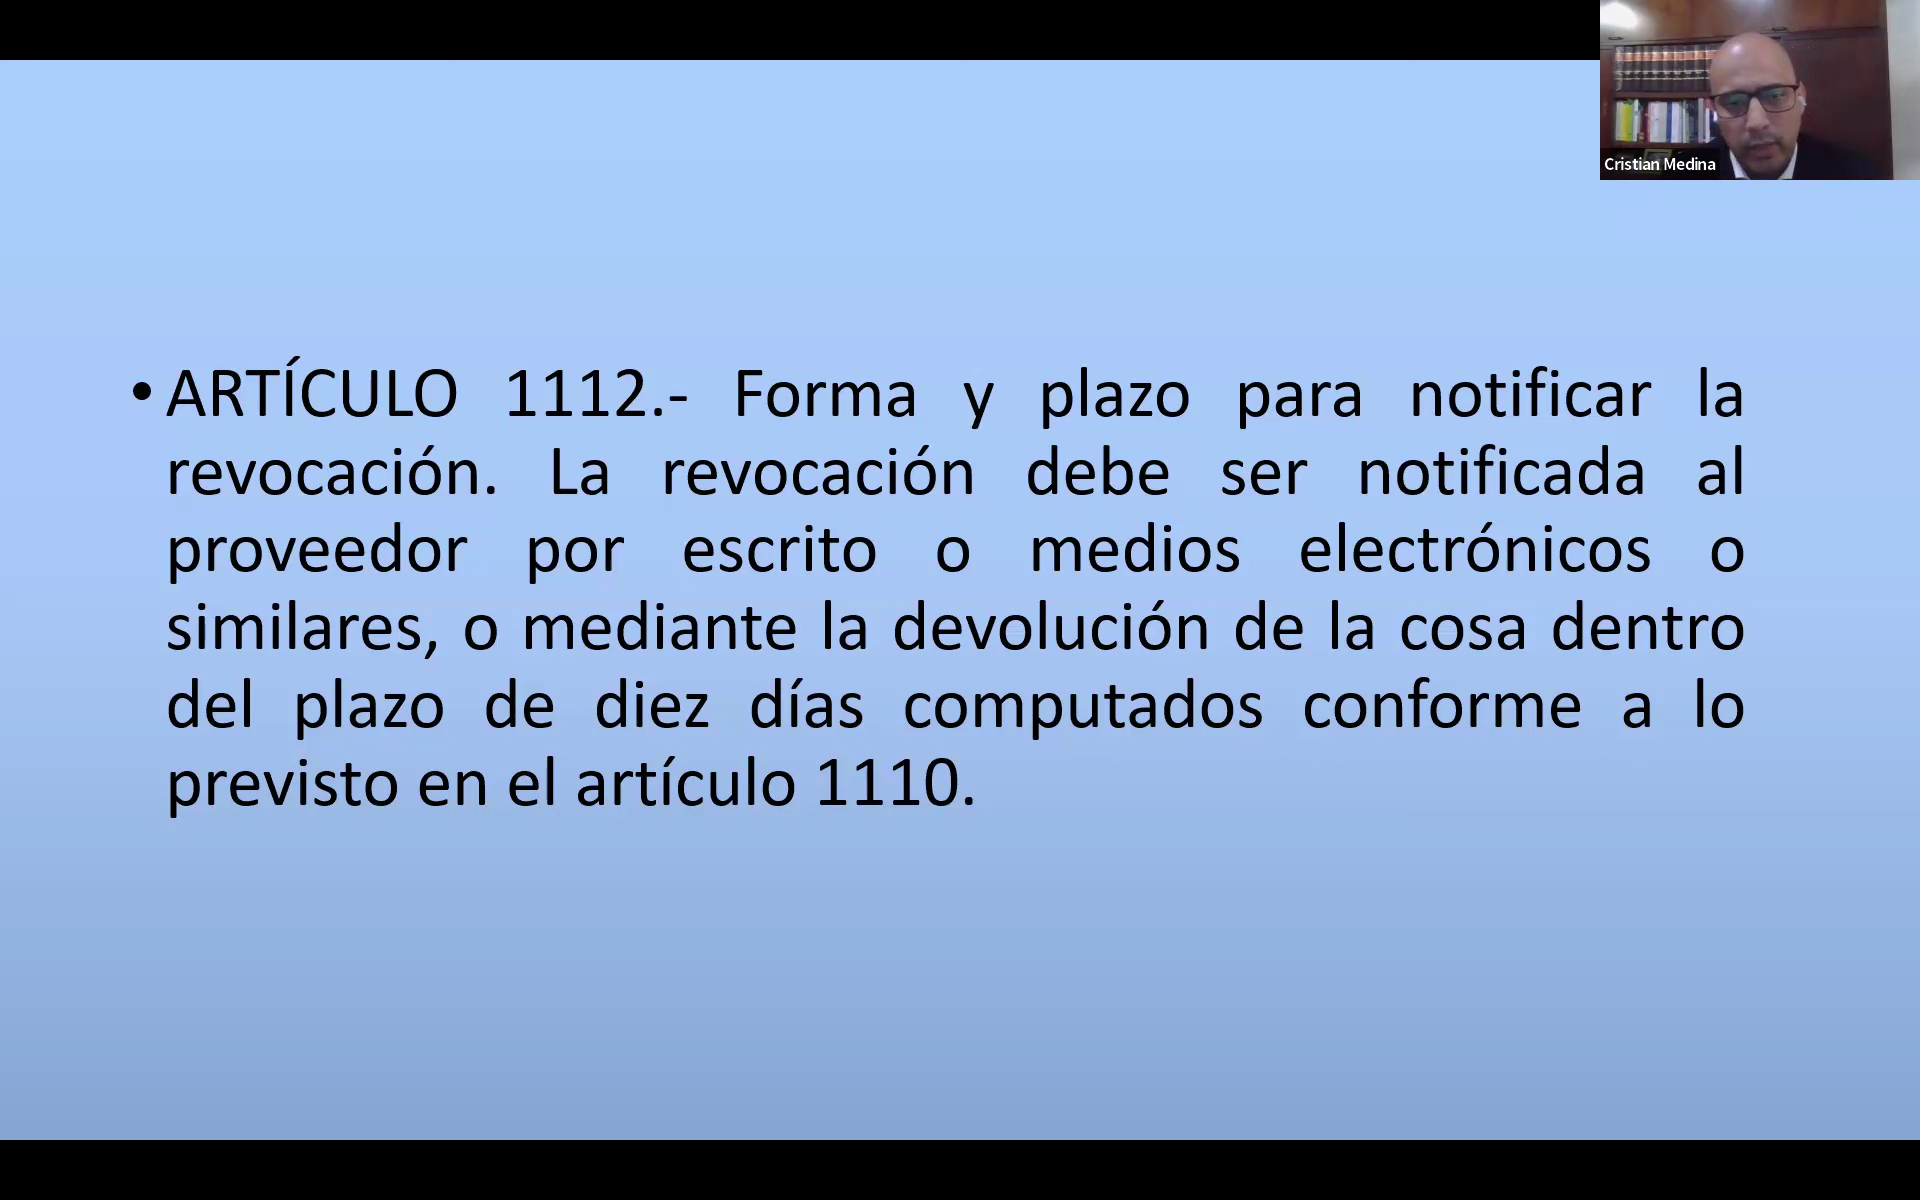 Cristian Medina
• ARTÍCULO 1112.- Forma y plazo para notificar la
revocación. La revocación debe ser notificada al
proveedor por escrito o medios electrónicos o
similares, o mediante la devolución de la cosa dentro
del plazo de diez días computados conforme a lo
previsto en el artículo 1110.